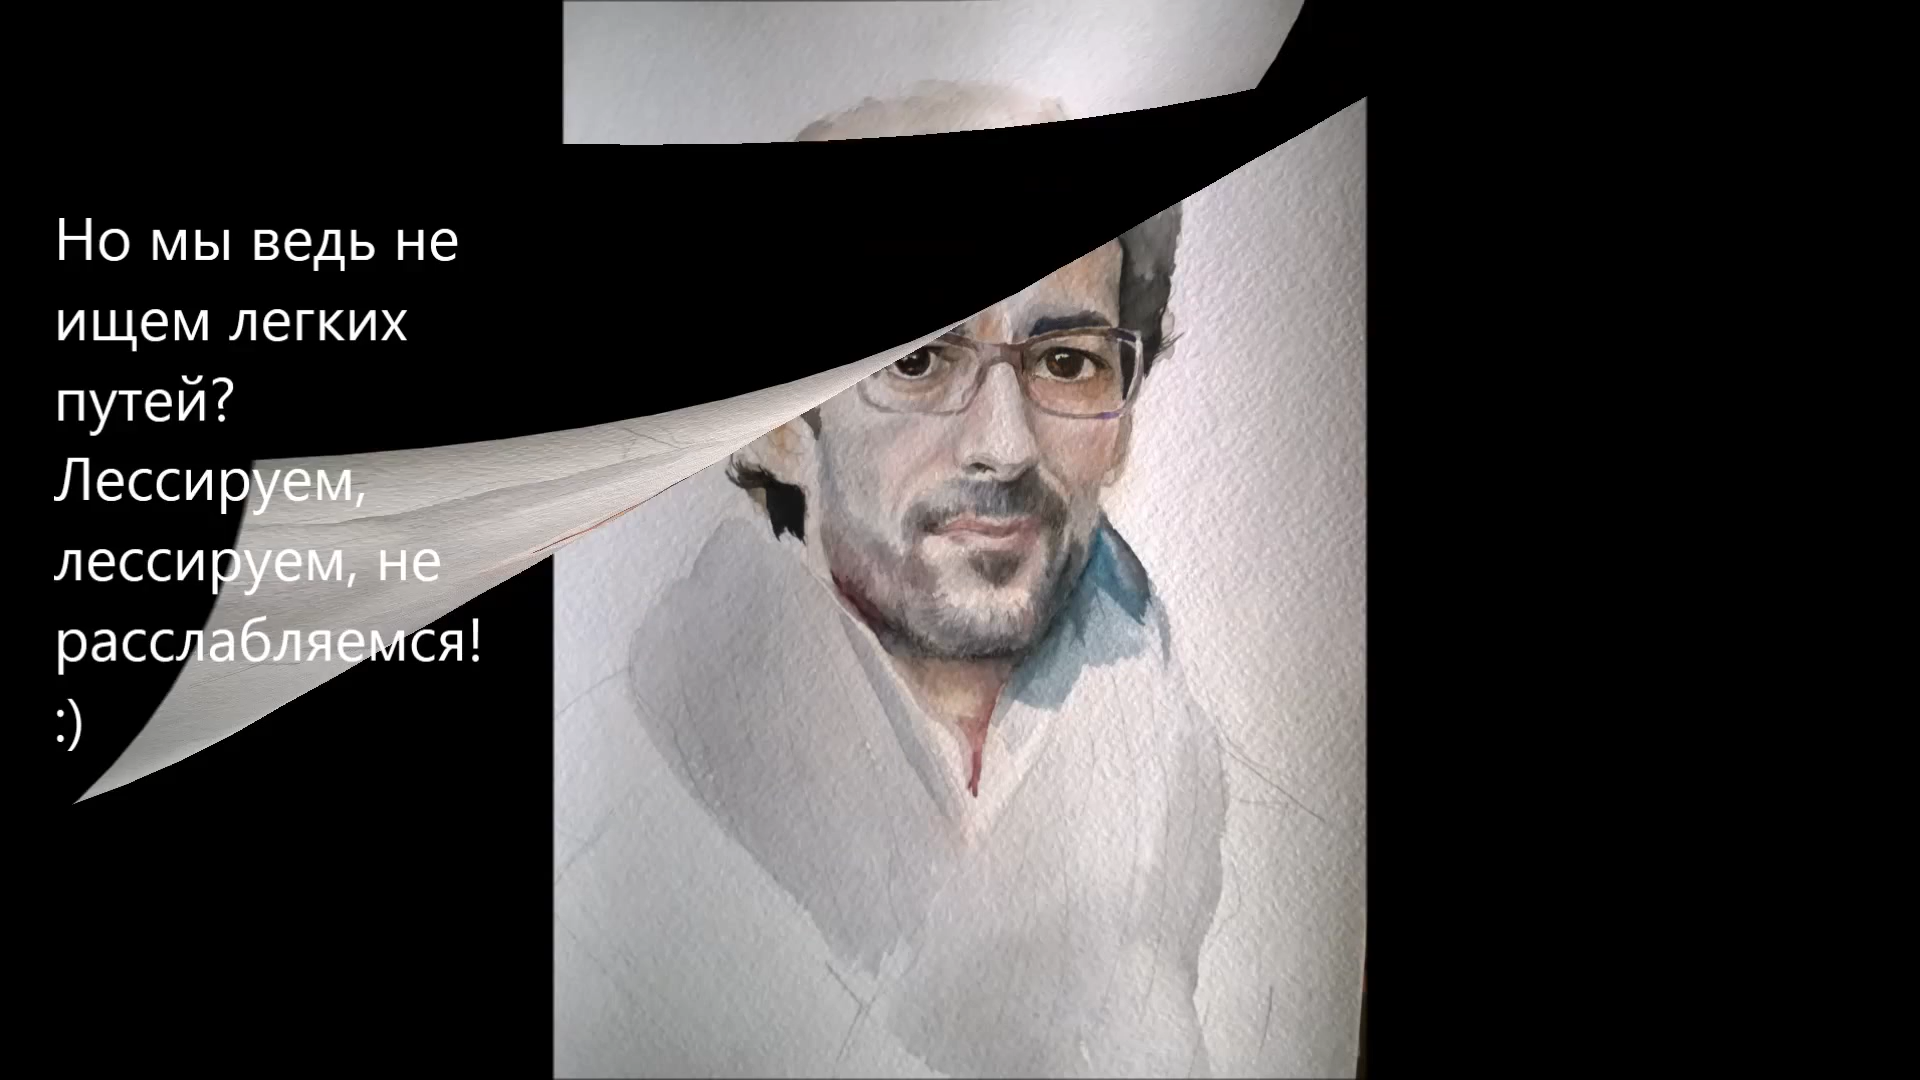 Но мы ведь не
ищем легких
путей?
Лессируем,
лессируем, не
расслабляемся!
:)